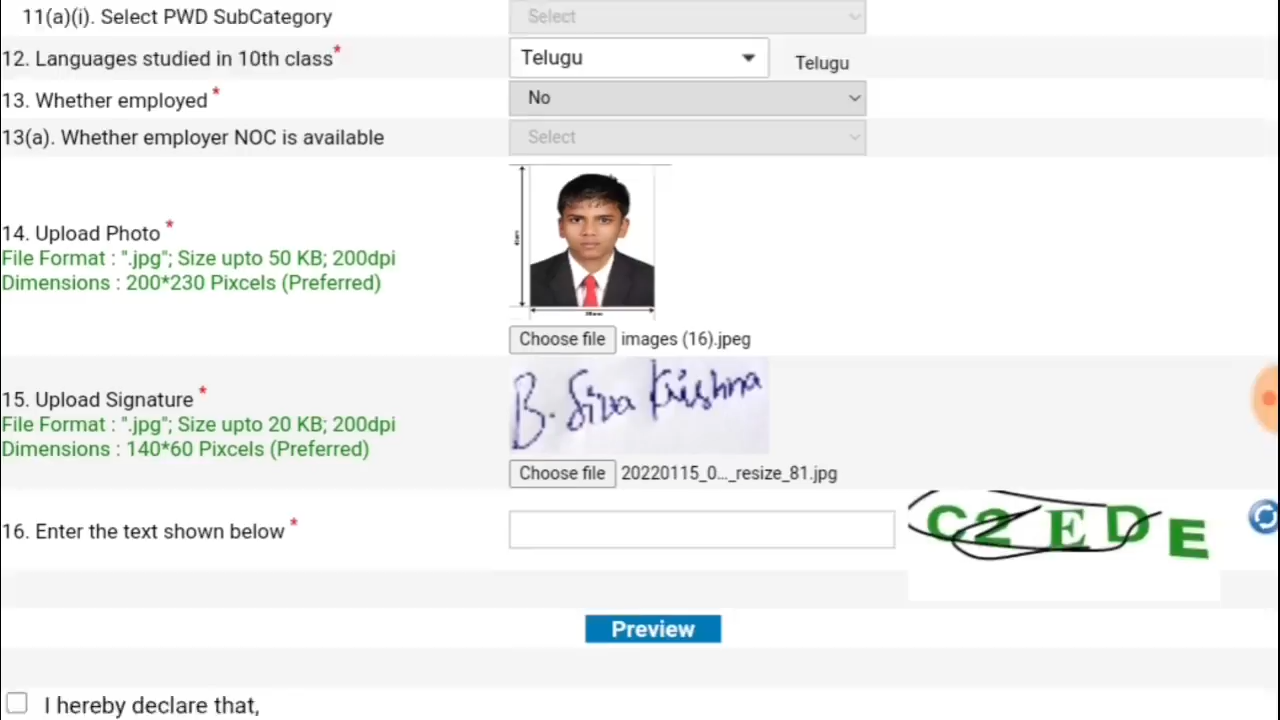 11(a)(i). Select PWD SubCategory Select
12. Languages studied in 10th class* Telugu Telugu
13. Whether employed * No
13(a). Whether employer NOC is available Select
14. Upload Photo *
File Format : ".jpg"; Size upto 50 KB; 200dpi
Dimensions : 200*230 Pixcels (Preferred)
Choose file images (16).jpeg
B. Siva Krishna
15. Upload Signature *
File Format : ".jpg"; Size upto 20 KB; 200dpi
Dimensions : 140*60 Pixcels (Preferred)
Choose file 20220115_0..._resize_81.jpg
16. Enter the text shown below * C2EDE
Preview
I hereby declare that,